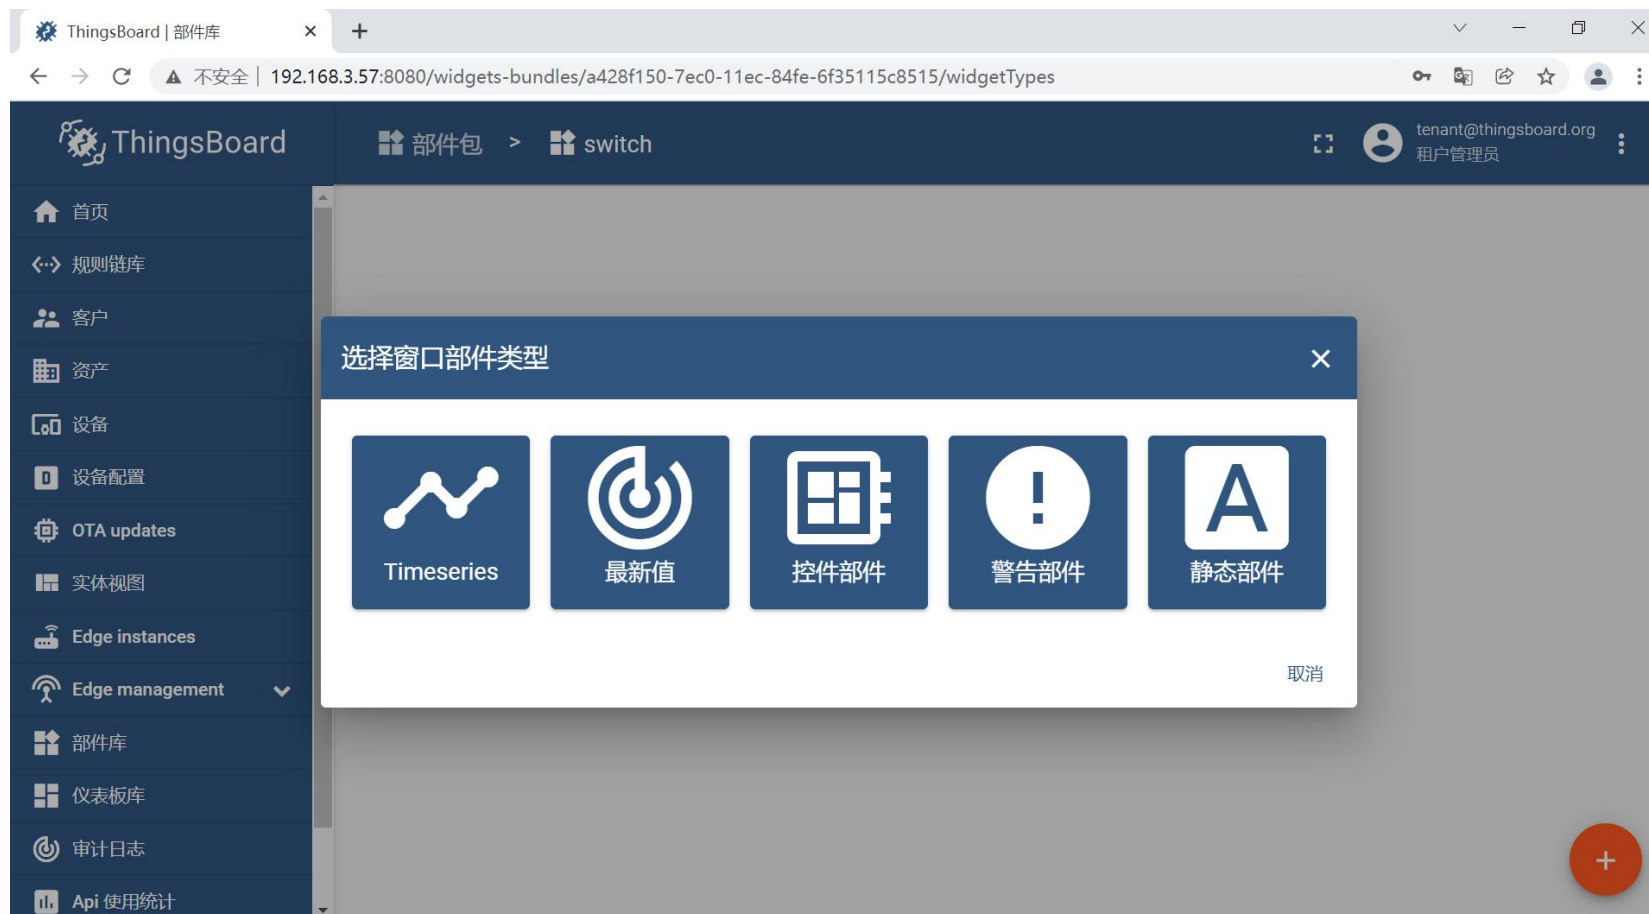 ThingsBoard | 部件库
不安全 | 192.168.3.57:8080/widgets-bundles/a428f150-7ec0-11ec-84fe-6f35115c8515/widgetTypes
ThingsBoard
部件包 > switch
tenant@thingsboard.org
租户管理员
首页
规则链库
客户
资产
设备
D 设备配置
OTA updates
实体视图
Edge instances
Edge management
部件库
仪表板库
审计日志
Api 使用统计
选择窗口部件类型
Timeseries
最新值
控件部件
!
警告部件
A
静态部件
取消